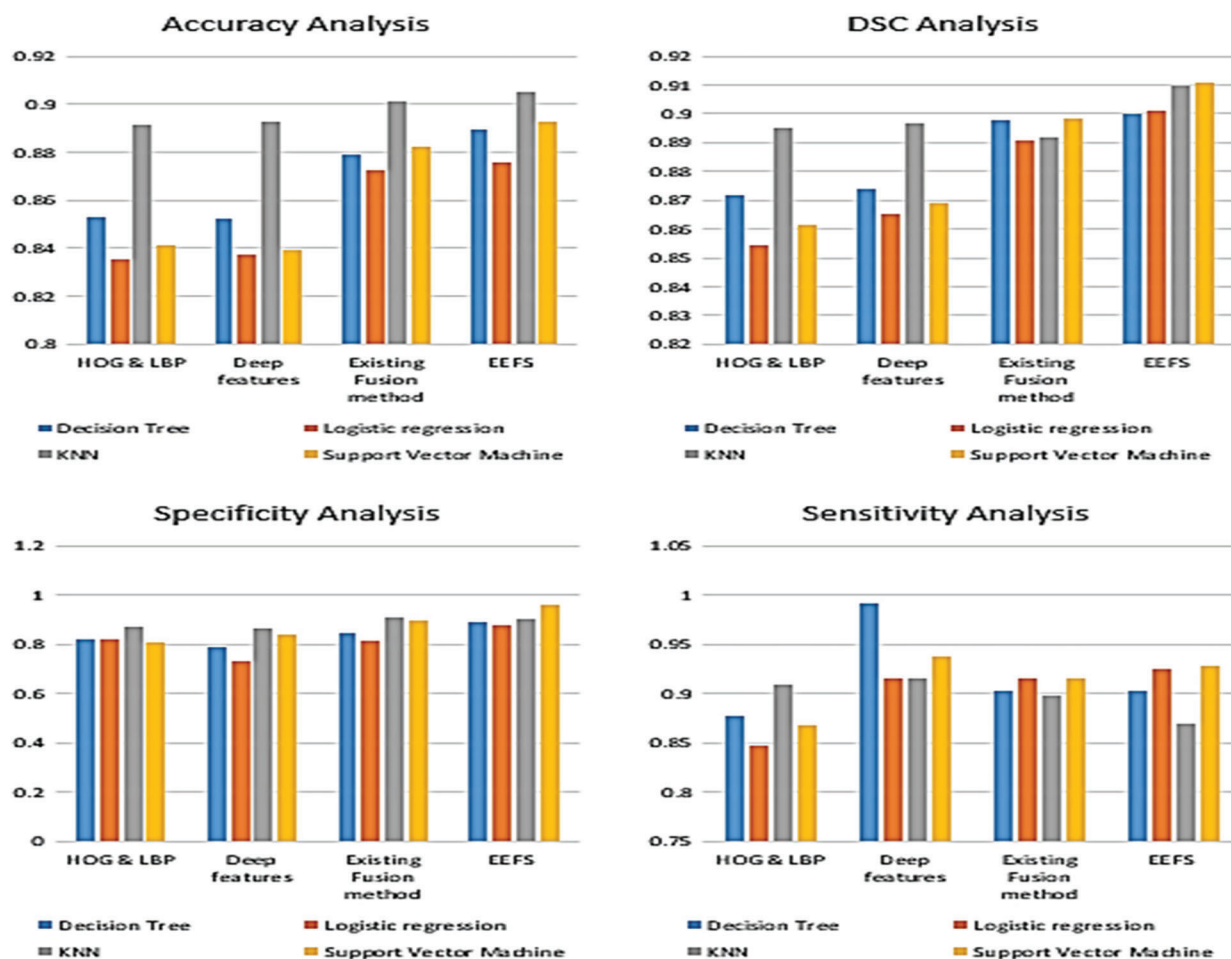 Accuracy Analysis
0.92
0.9
0.88
0.86
0.84
0.82
0.8
HOG & LBP
Deep
features
Existing
Fusion
method
EEFS
Decision Tree
Logistic regression
KNN
Support Vector Machine
DSC Analysis
0.92
0.91
0.9
0.89
0.88
0.87
0.86
0.85
0.84
0.83
0.82
HOG & LBP
Deep
features
Existing
Fusion
method
EEFS
Decision Tree
Logistic regression
KNN
Support Vector Machine
Specificity Analysis
1.2
1
0.8
0.6
0.4
0.2
0
HOG & LBP
Deep
features
Existing
Fusion
method
EEFS
Decision Tree
Logistic regression
KNN
Support Vector Machine
Sensitivity Analysis
1.05
1
0.95
0.9
0.85
0.8
0.75
HOG & LBP
Deep
features
Existing
Fusion
method
EEFS
Decision Tree
Logistic regression
KNN
Support Vector Machine